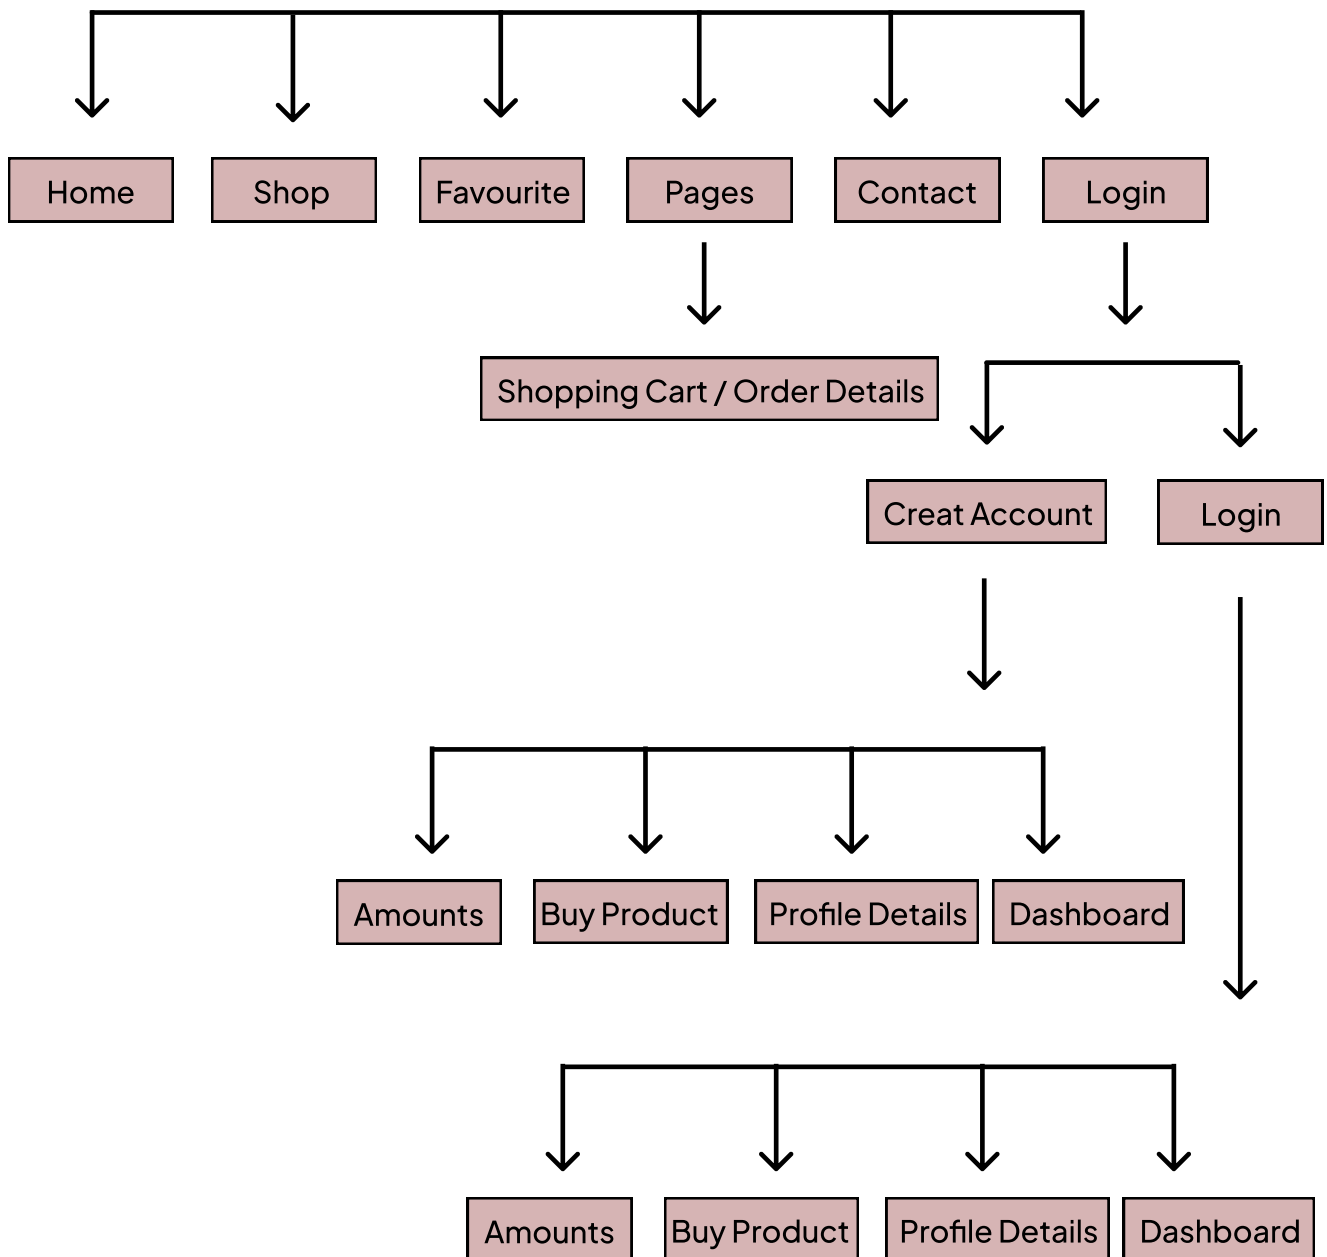 Home
Shop
Favourite
Pages
Contact
Login
Shopping Cart / Order Details
Creat Account
Login
Amounts
Buy Product
Profile Details
Dashboard
Amounts
Buy Product
Profile Details
Dashboard